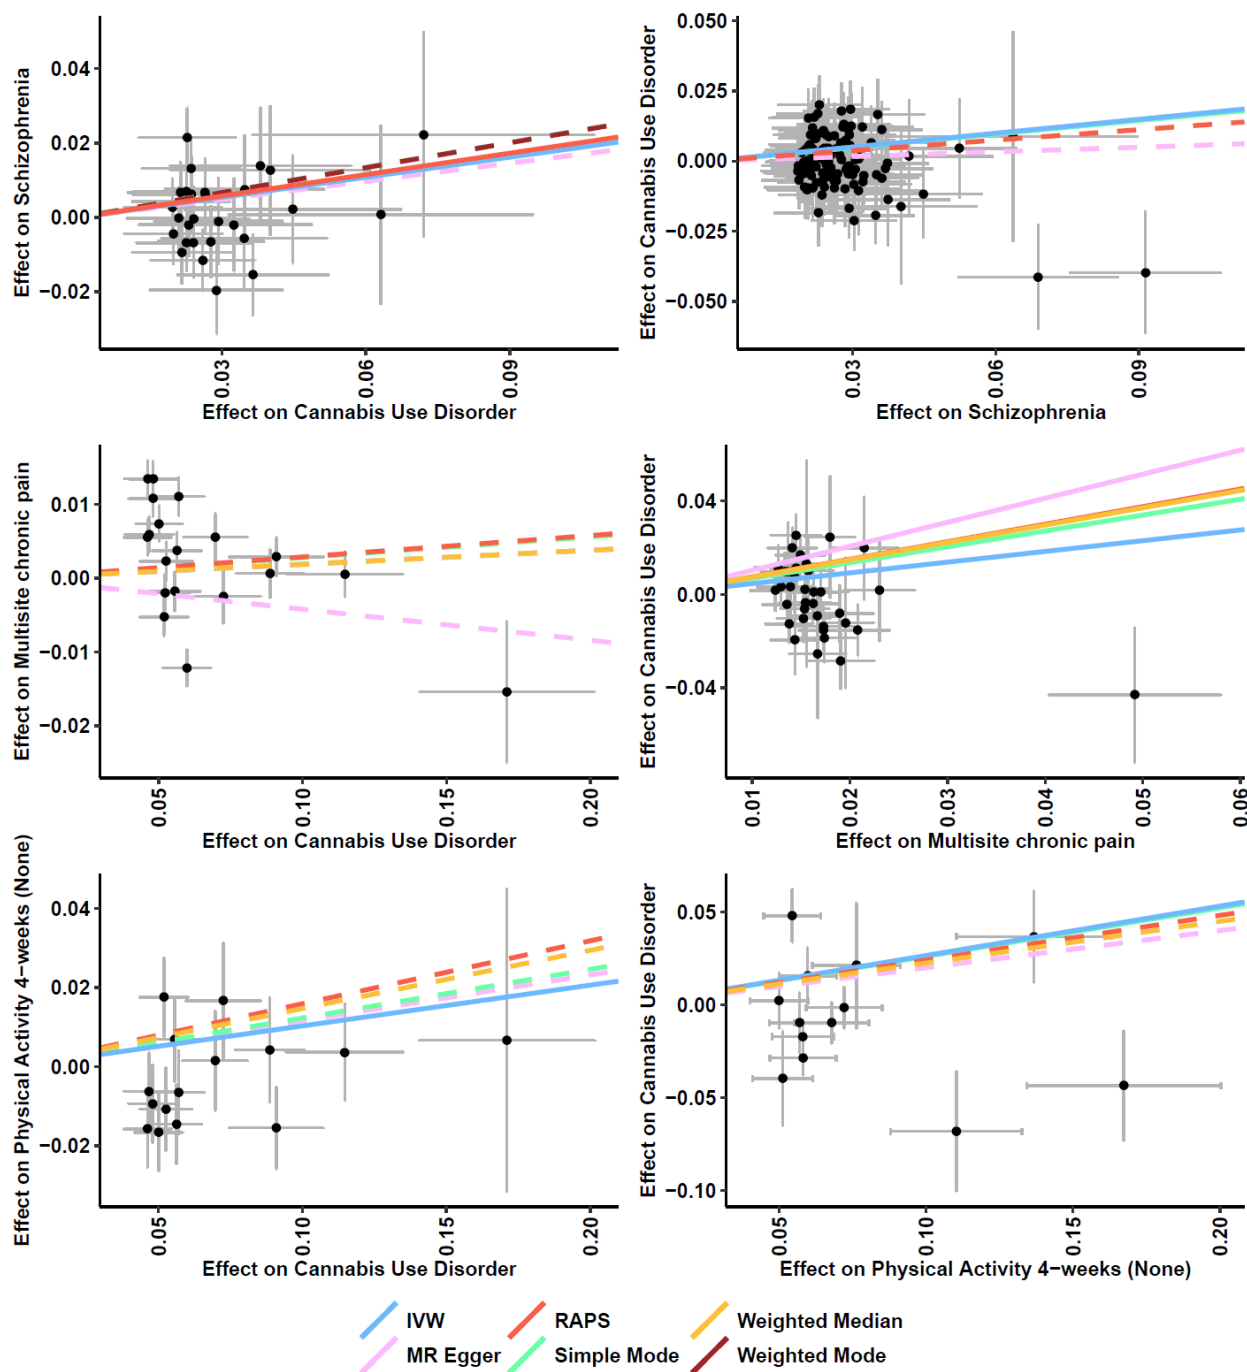 Effect on Schizophrenia
0.04
0.02
0.00
−0.02
0.03
0.06
0.09
Effect on Cannabis Use Disorder
Effect on Cannabis Use Disorder
0.050
0.025
0.000
−0.025
−0.050
0.03
0.06
0.09
Effect on Schizophrenia
Effect on Multisite chronic pain
0.01
0.00
−0.01
−0.02
0.05
0.10
0.15
0.20
Effect on Cannabis Use Disorder
Effect on Cannabis Use Disorder
0.04
0.00
−0.04
0.01
0.02
0.03
0.04
0.05
0.06
Effect on Multisite chronic pain
Effect on Physical Activity 4−weeks (None)
0.04
0.02
0.00
−0.02
0.05
0.10
0.15
0.20
Effect on Cannabis Use Disorder
Effect on Cannabis Use Disorder
0.05
0.00
−0.05
−0.10
0.05
0.10
0.15
0.20
Effect on Physical Activity 4−weeks (None)
IVW
RAPS
Weighted Median
MR Egger
Simple Mode
Weighted Mode